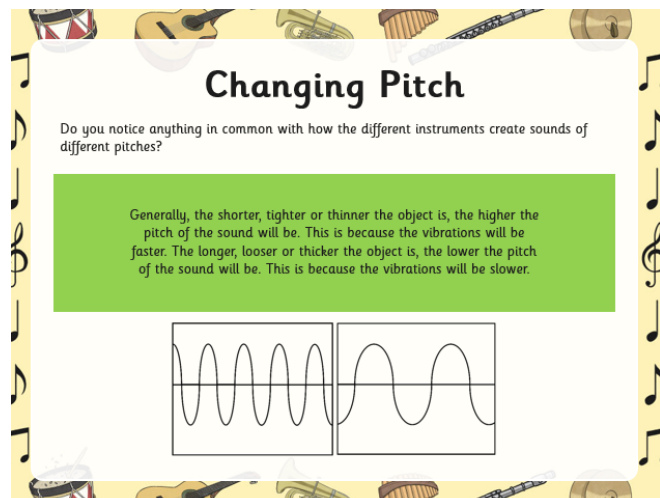 Changing Pitch
Do you notice anything in common with how the different instruments create sounds of
different pitches?
Generally, the shorter, tighter or thinner the object is, the higher the
pitch of the sound will be. This is because the vibrations will be
faster. The longer, looser or thicker the object is, the lower the pitch
of the sound will be. This is because the vibrations will be slower.